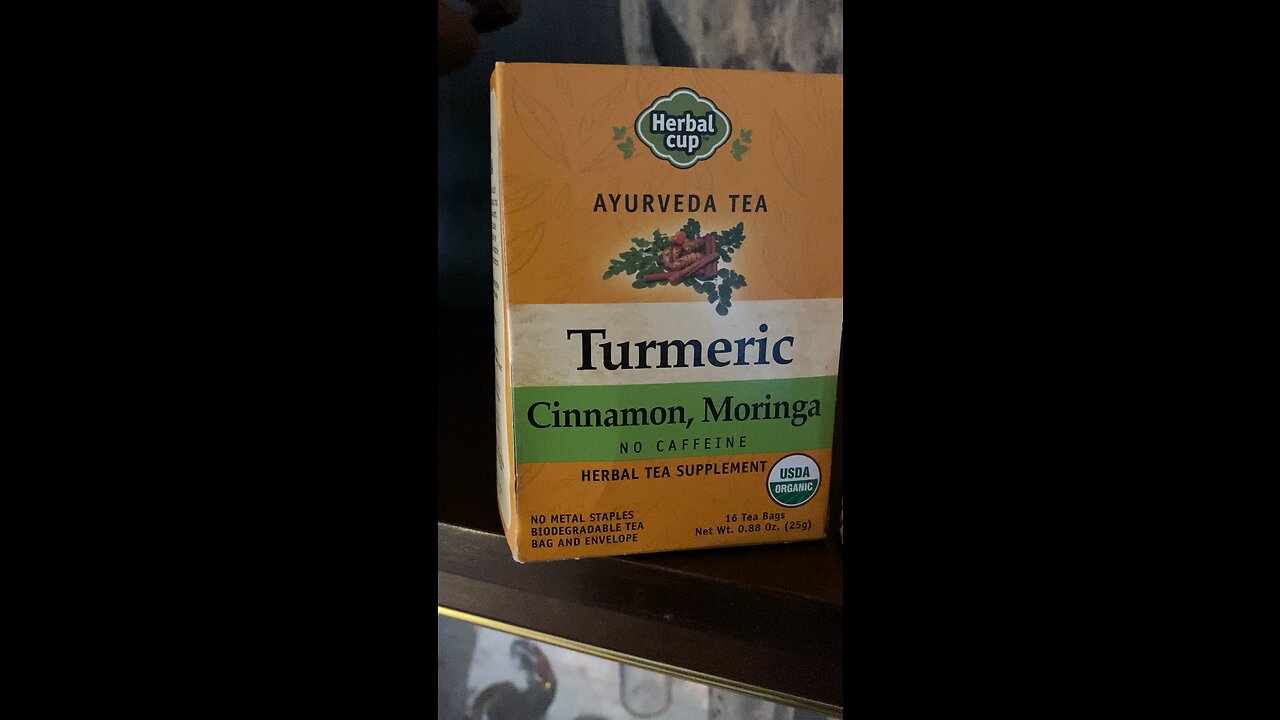 Herbal
cup
AYURVEDA TEA
Turmeric
Cinnamon, Moringa
NO CAFFEINE
HERBAL TEA SUPPLEMENT
USDA
ORGANIC
NO METAL STAPLES
BIODEGRADABLE TEA
BAG AND ENVELOPE
16 Tea Bags
Net Wt. 0.88 Oz. (25g)